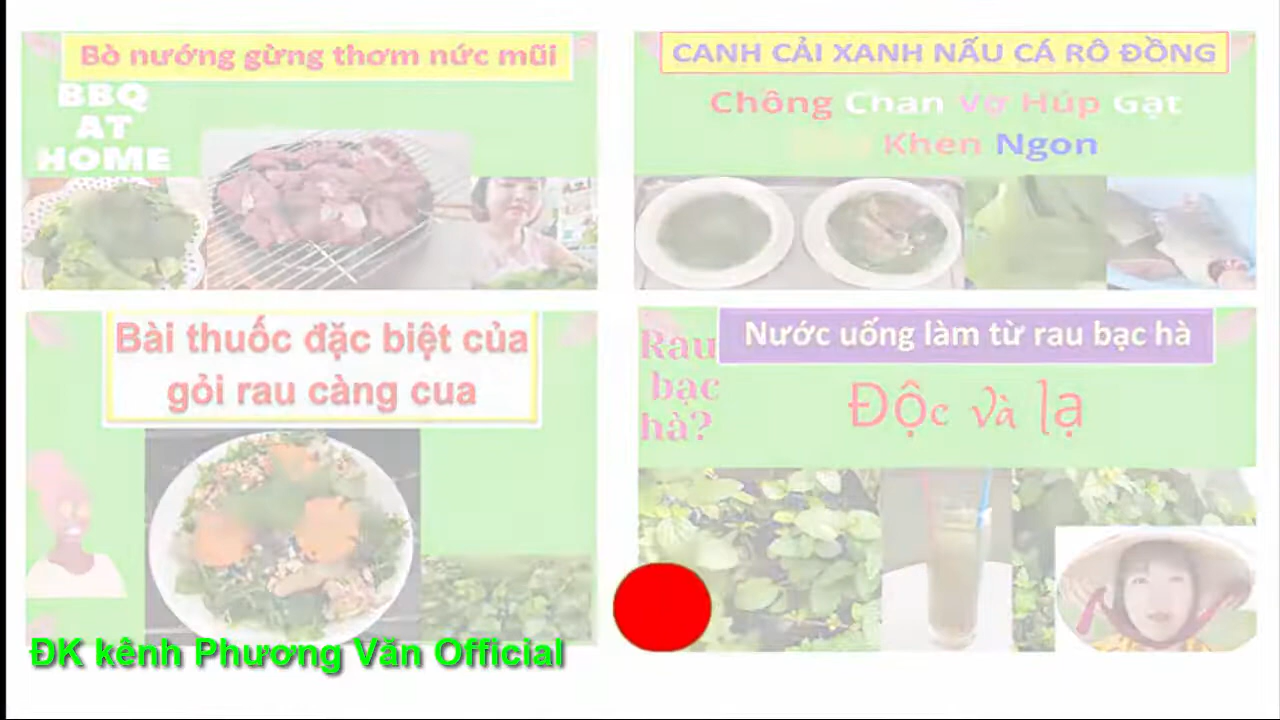 Bò nướng gừng thơm nức mũi
BBQ
AT
HOME
CANH CẢI XANH NẤU CÁ RÔ ĐỒNG
Chồng Chan Vợ Húp Gật
Khen Ngon
Bài thuốc đặc biệt của
gỏi rau càng cua
Rau
bạc
hà?
Nước uống làm từ rau bạc hà
Độc và lạ
ĐK kênh Phương Văn Official